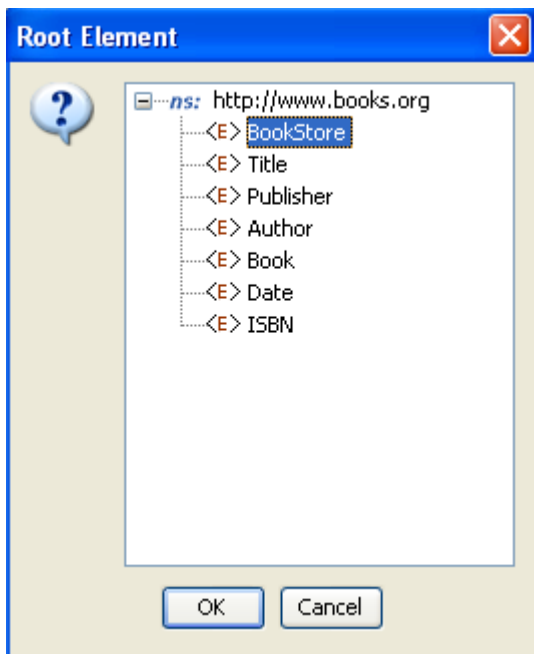 Root Element
ns: http://www.books.org
<E> BookStore
<E> Title
<E> Publisher
<E> Author
<E> Book
<E> Date
<E> ISBN
OK Cancel